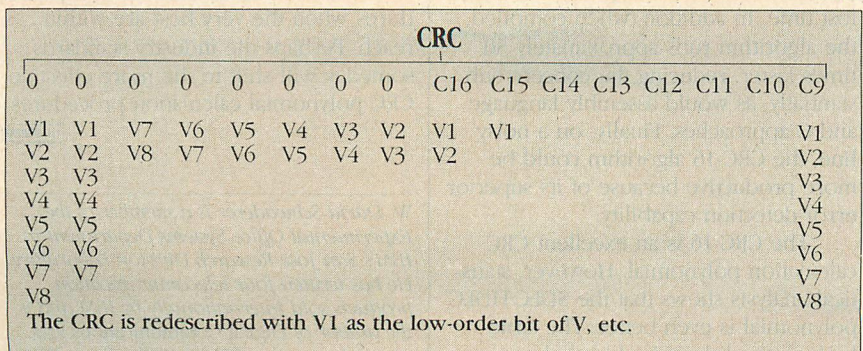 CRC
0 0 0 0 0 0 0 0 C16 C15 C14 C13 C12 C11 C10 C9
V1 V1 V7 V6 V5 V4 V3 V2 V1 V1 V1
V2 V2 V8 V7 V6 V5 V4 V3 V2 V2
V3 V3 V3
V4 V4 V4
V5 V5 V5
V6 V6 V6
V7 V7 V7
V8 V8
The CRC is redescribed with V1 as the low-order bit of V, etc.